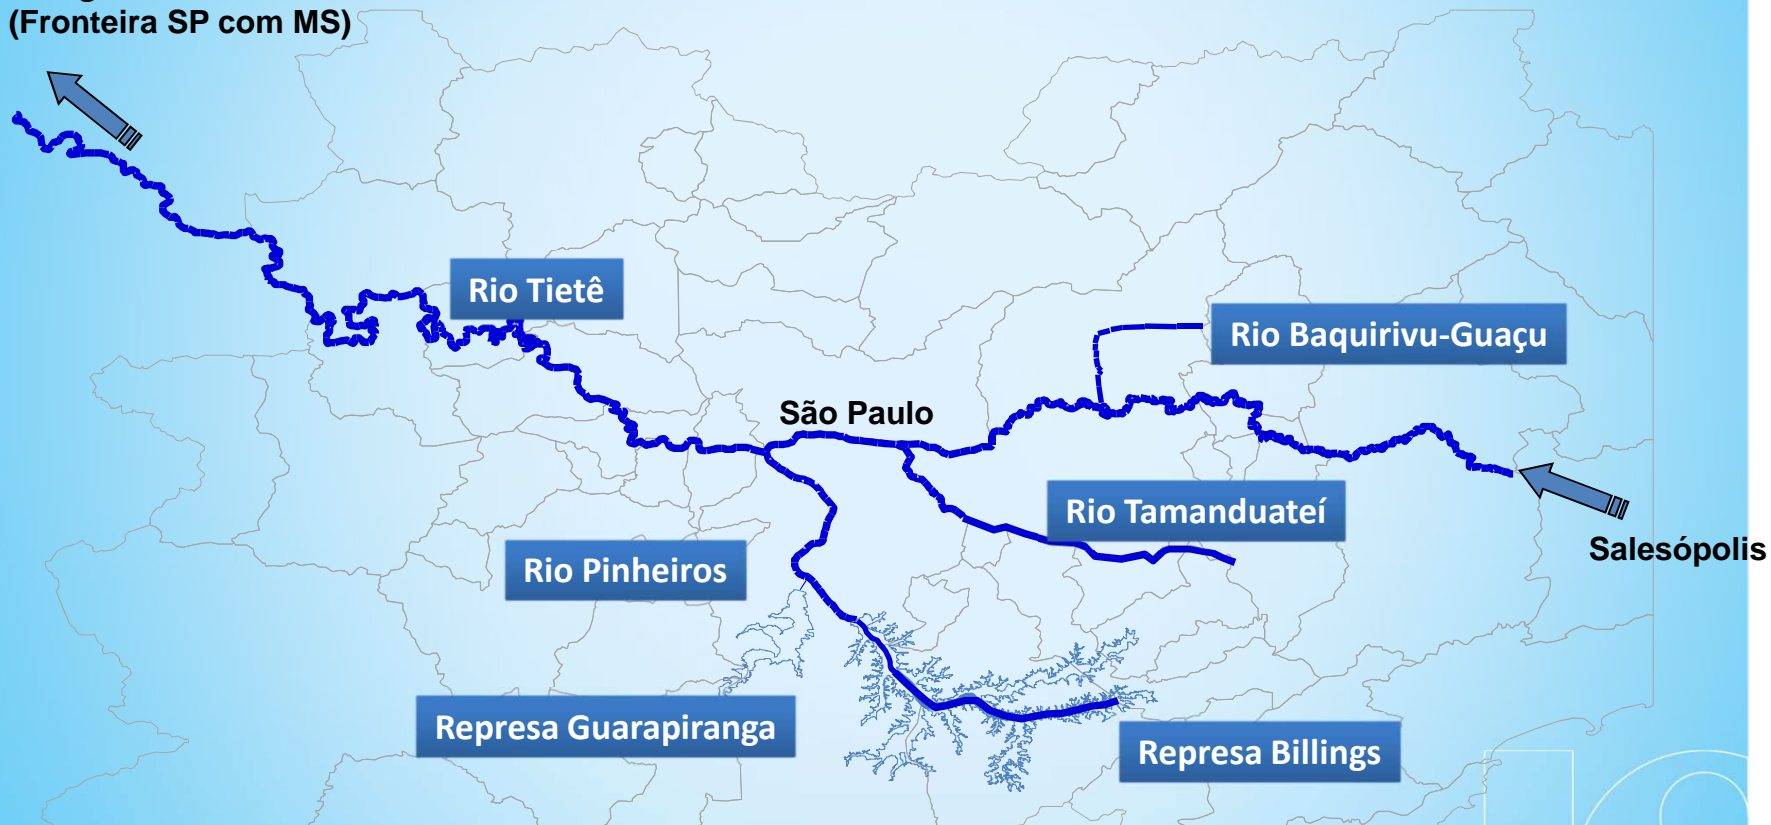 (Fronteira SP com MS)
Rio Tietê
Rio Baquirivu-Guaçu
São Paulo
Rio Tamanduateí
Salesópolis
Rio Pinheiros
Represa Guarapiranga
Represa Billings